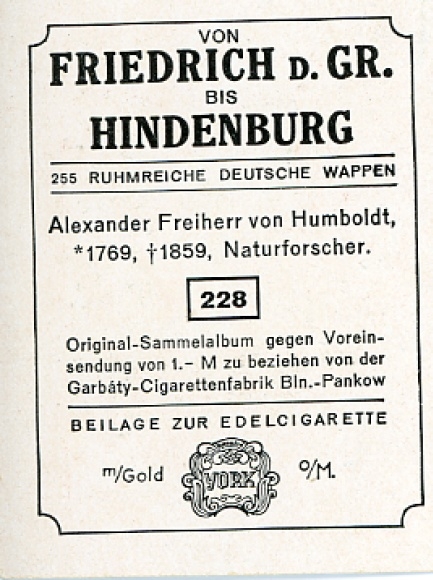 VON
FRIEDRICH D. GR.
BIS
HINDENBURG
255 RUHMREICHE DEUTSCHE WAPPEN
Alexander Freiherr von Humboldt,
*1769, †1859, Naturforscher.
228
Original-Sammelalbum gegen Vorein-
sendung von 1.– M zu beziehen von der
Garbáty-Cigarettenfabrik Bln.-Pankow
BEILAGE ZUR EDELCIGARETTE
m/Gold YORK o/M.